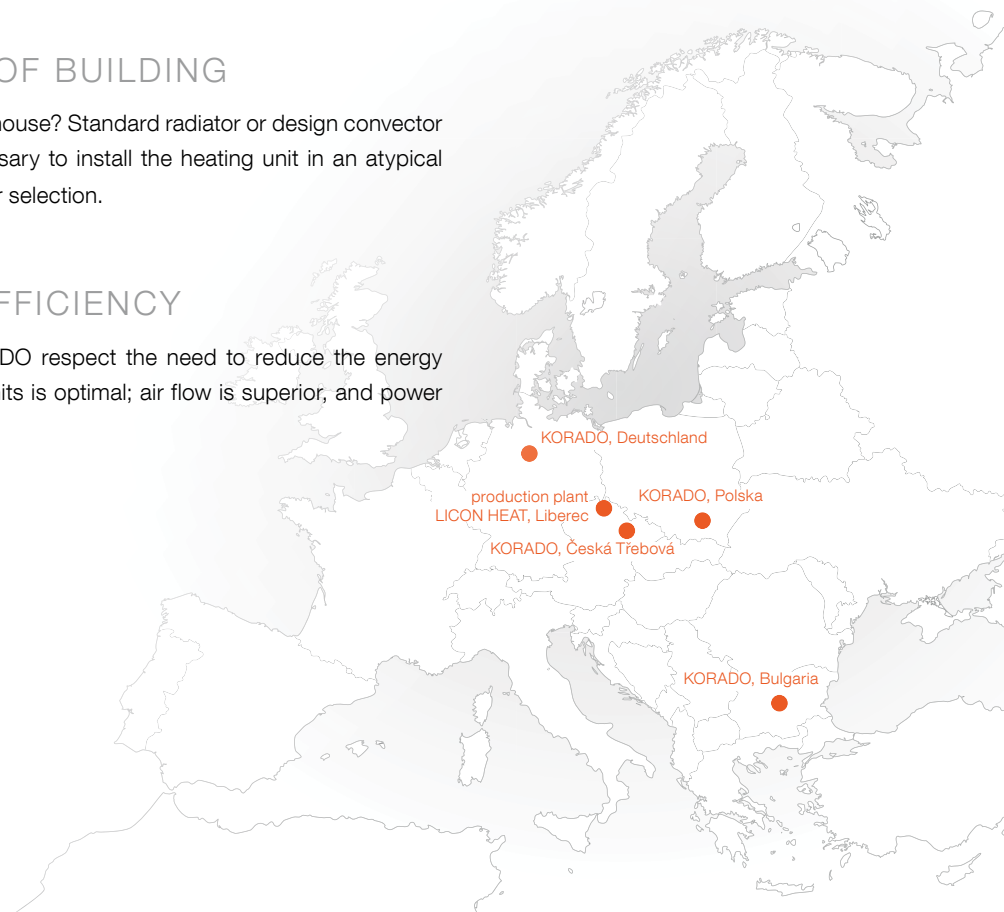 OF BUILDING
house? Standard radiator or design convector
sary to install the heating unit in an atypical
r selection.
FFICIENCY
DO respect the need to reduce the energy
its is optimal; air flow is superior, and power
KORADO, Deutschland
production plant
LICON HEAT, Liberec
KORADO, Polska
KORADO, Česká Třebová
KORADO, Bulgaria